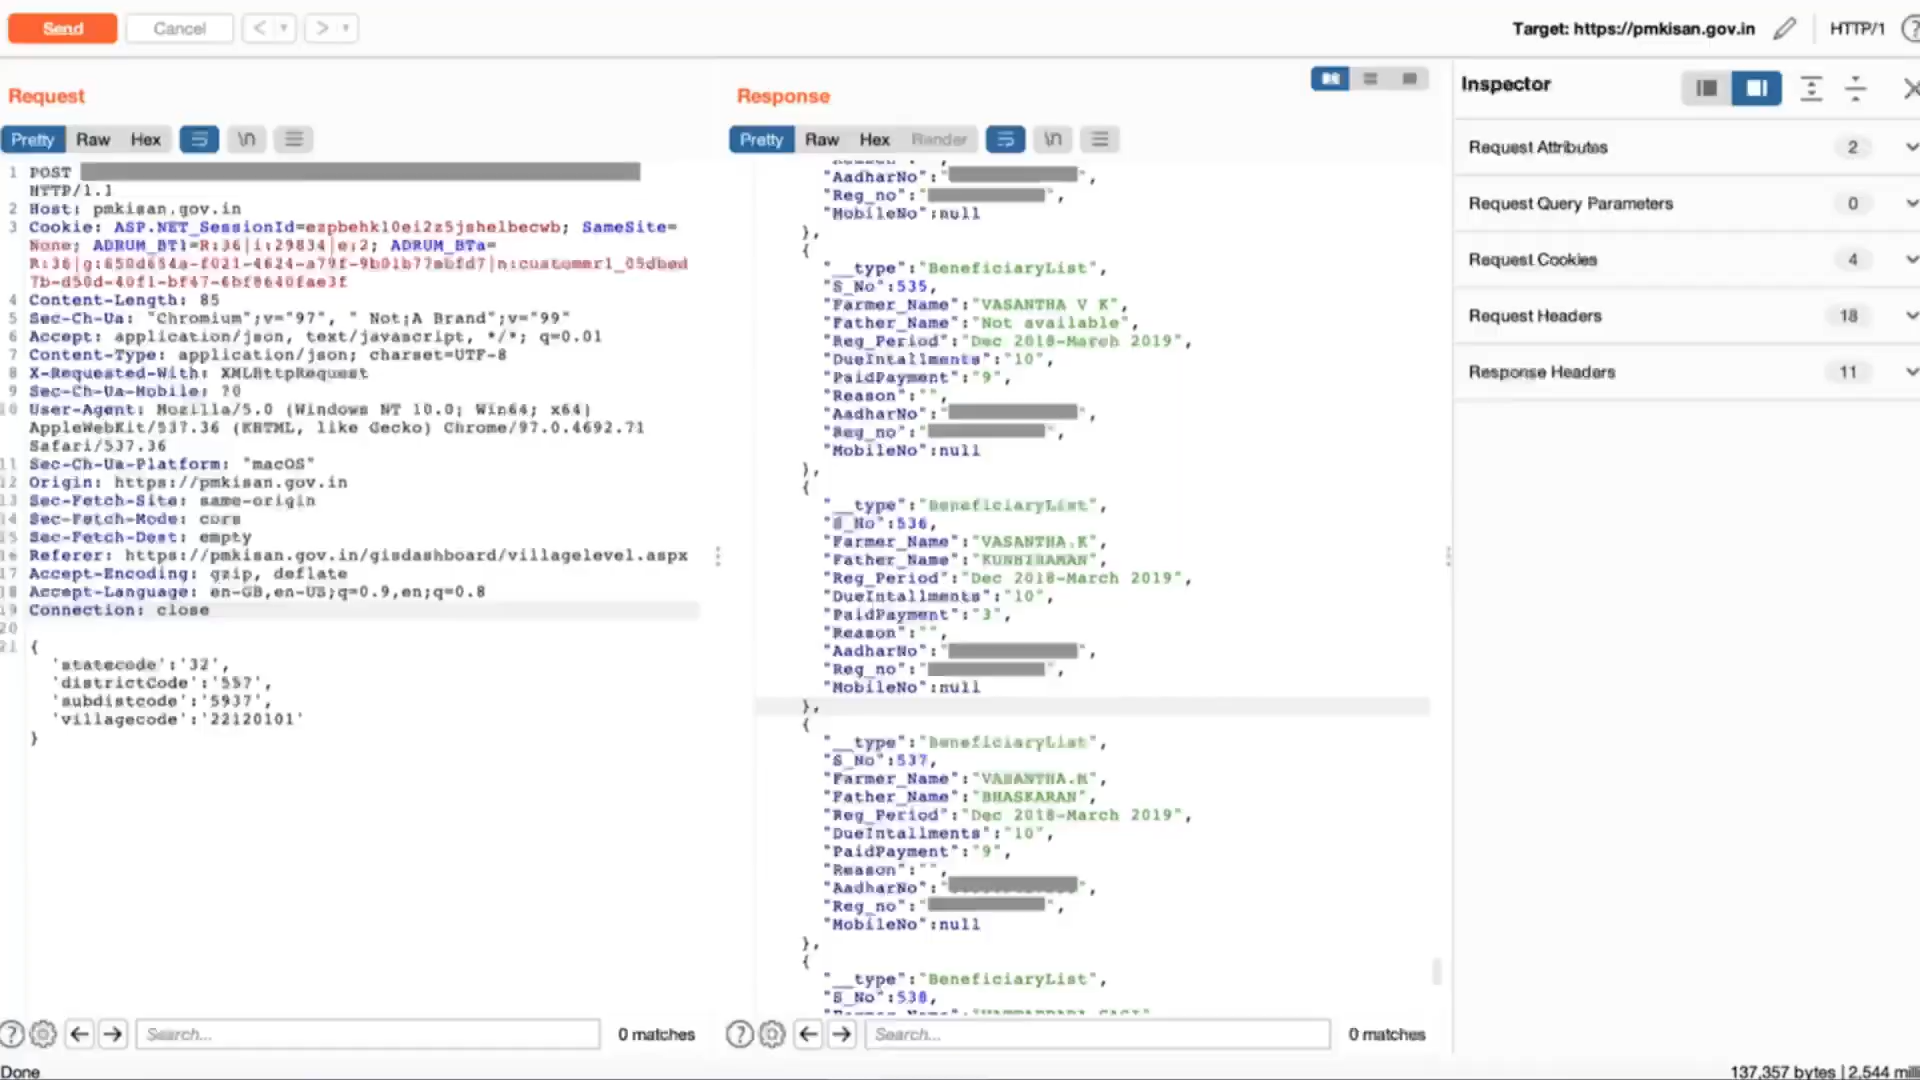 Send
Cancel
Target: https://pmkisan.gov.in
HTTP/1
Request
Pretty Raw Hex \n
1 POST
HTTP/1.1
2 Host: pmkisan.gov.in
3 Cookie: ASP.NET_SessionId=ezpbehkl0ei2z5jshelbecwb; SameSite=
None; ADRUM_BT1=R:36|i:29834|e:2; ADRUM_BTa=
4 Content-Length: 85
5 Sec-Ch-Ua: "Chromium";v="97", " Not;A Brand";v="99"
6 Accept: application/json, text/javascript, */*; q=0.01
7 Content-Type: application/json; charset=UTF-8
8 X-Requested-With: XMLHttpRequest
9 Sec-Ch-Ua-Mobile: ?0
10 User-Agent: Mozilla/5.0 (Windows NT 10.0; Win64; x64)
AppleWebKit/537.36 (KHTML, like Gecko) Chrome/97.0.4692.71
Safari/537.36
11 Sec-Ch-Ua-Platform: "macOS"
12 Origin: https://pmkisan.gov.in
13 Sec-Fetch-Site: same-origin
14 Sec-Fetch-Mode: cors
15 Sec-Fetch-Dest: empty
16 Referer: https://pmkisan.gov.in/gisdashboard/villagelevel.aspx
17 Accept-Encoding: gzip, deflate
18 Accept-Language: en-GB,en-US;q=0.9,en;q=0.8
19 Connection: close
20
21 {
'statecode':'32',
'districtCode':'557',
'subdistcode':'5937',
'villagecode':'22120101'
}
Search...
0 matches
Done
Response
Pretty Raw Hex Render \n
"AadharNo":" ",
"Reg_no":" ",
"MobileNo":null
},
{
"__type":"BeneficiaryList",
"S_No":535,
"Farmer_Name":"VASANTHA V K",
"Father_Name":"Not available",
"Reg_Period":"Dec 2018-March 2019",
"DueIntallments":"10",
"PaidPayment":"9",
"Reason":"",
"AadharNo":" ",
"Reg_no":" ",
"MobileNo":null
},
{
"__type":"BeneficiaryList",
"S_No":536,
"Farmer_Name":"VASANTHA.K",
"Father_Name":"KUNHIRAMAN",
"Reg_Period":"Dec 2018-March 2019",
"DueIntallments":"10",
"PaidPayment":"3",
"Reason":"",
"AadharNo":" ",
"Reg_no":" ",
"MobileNo":null
},
{
"__type":"BeneficiaryList",
"S_No":537,
"Farmer_Name":"VASANTHA.M",
"Father_Name":"BHASKARAN",
"Reg_Period":"Dec 2018-March 2019",
"DueIntallments":"10",
"PaidPayment":"9",
"Reason":"",
"AadharNo":" ",
"Reg_no":" ",
"MobileNo":null
},
{
"__type":"BeneficiaryList",
"S_No":538,
Search...
0 matches
Inspector
Request Attributes 2
Request Query Parameters 0
Request Cookies 4
Request Headers 18
Response Headers 11
137,357 bytes | 2,544 milli